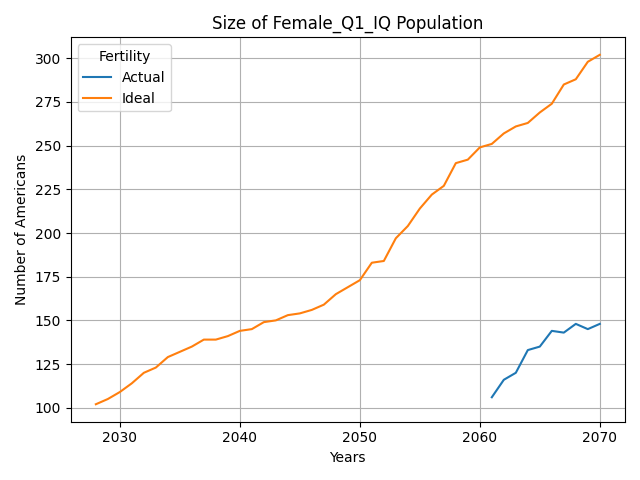 Size of Female_Q1_IQ Population
Fertility
Actual
Ideal
Number of Americans
300
275
250
225
200
175
150
125
100
2030 2040 2050 2060 2070
Years